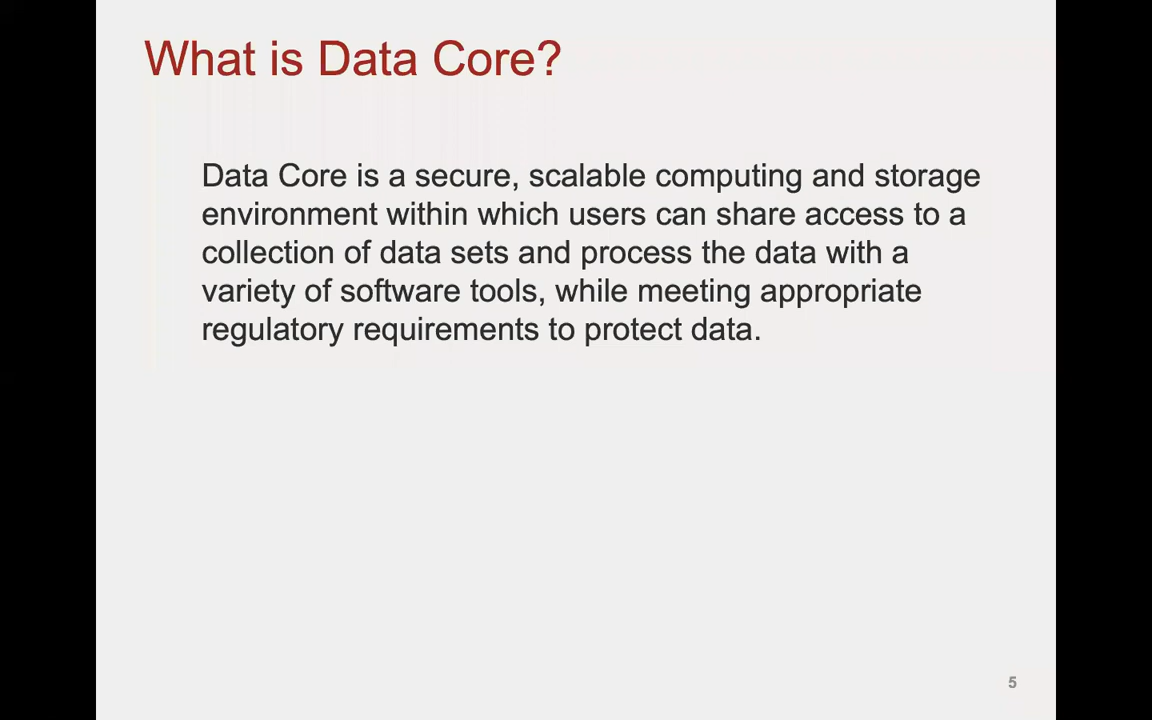 What is Data Core?
Data Core is a secure, scalable computing and storage
environment within which users can share access to a
collection of data sets and process the data with a
variety of software tools, while meeting appropriate
regulatory requirements to protect data.
5